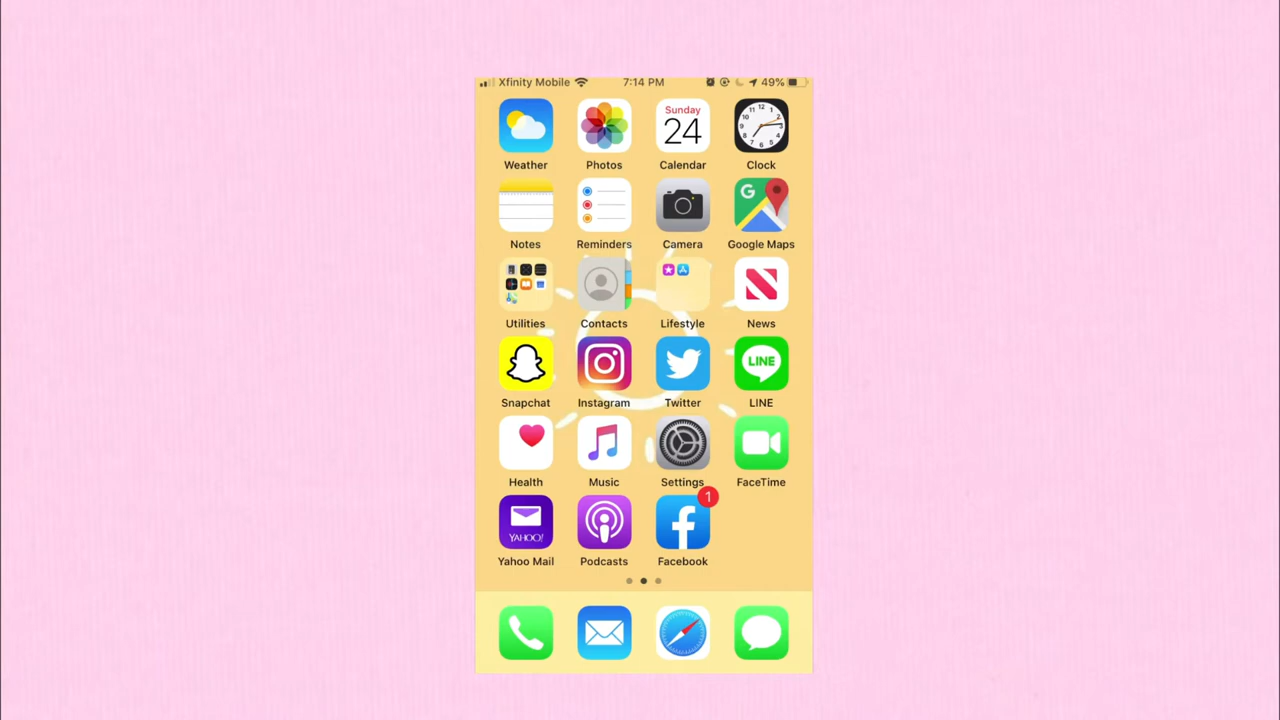 Xfinity Mobile 7:14 PM 49%
Sunday
24
12
Weather Photos Calendar Clock
G
Notes Reminders Camera Google Maps
Utilities Contacts Lifestyle News
LINE
Snapchat Instagram Twitter LINE
Health Music Settings FaceTime
1
YAHOO!
Yahoo Mail Podcasts Facebook